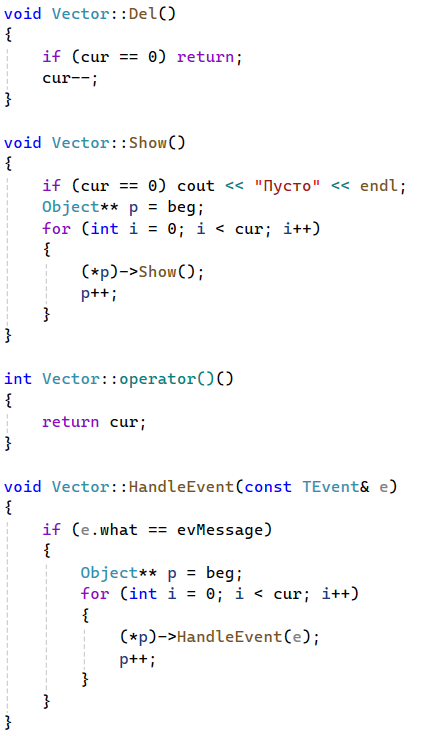 void Vector::Del()
{
    if (cur == 0) return;
    cur--;
}

void Vector::Show()
{
    if (cur == 0) cout << "Пусто" << endl;
    Object** p = beg;
    for (int i = 0; i < cur; i++)
    {
        (*p)->Show();
        p++;
    }
}

int Vector::operator()()
{
    return cur;
}

void Vector::HandleEvent(const TEvent& e)
{
    if (e.what == evMessage)
    {
        Object** p = beg;
        for (int i = 0; i < cur; i++)
        {
            (*p)->HandleEvent(e);
            p++;
        }
    }
}